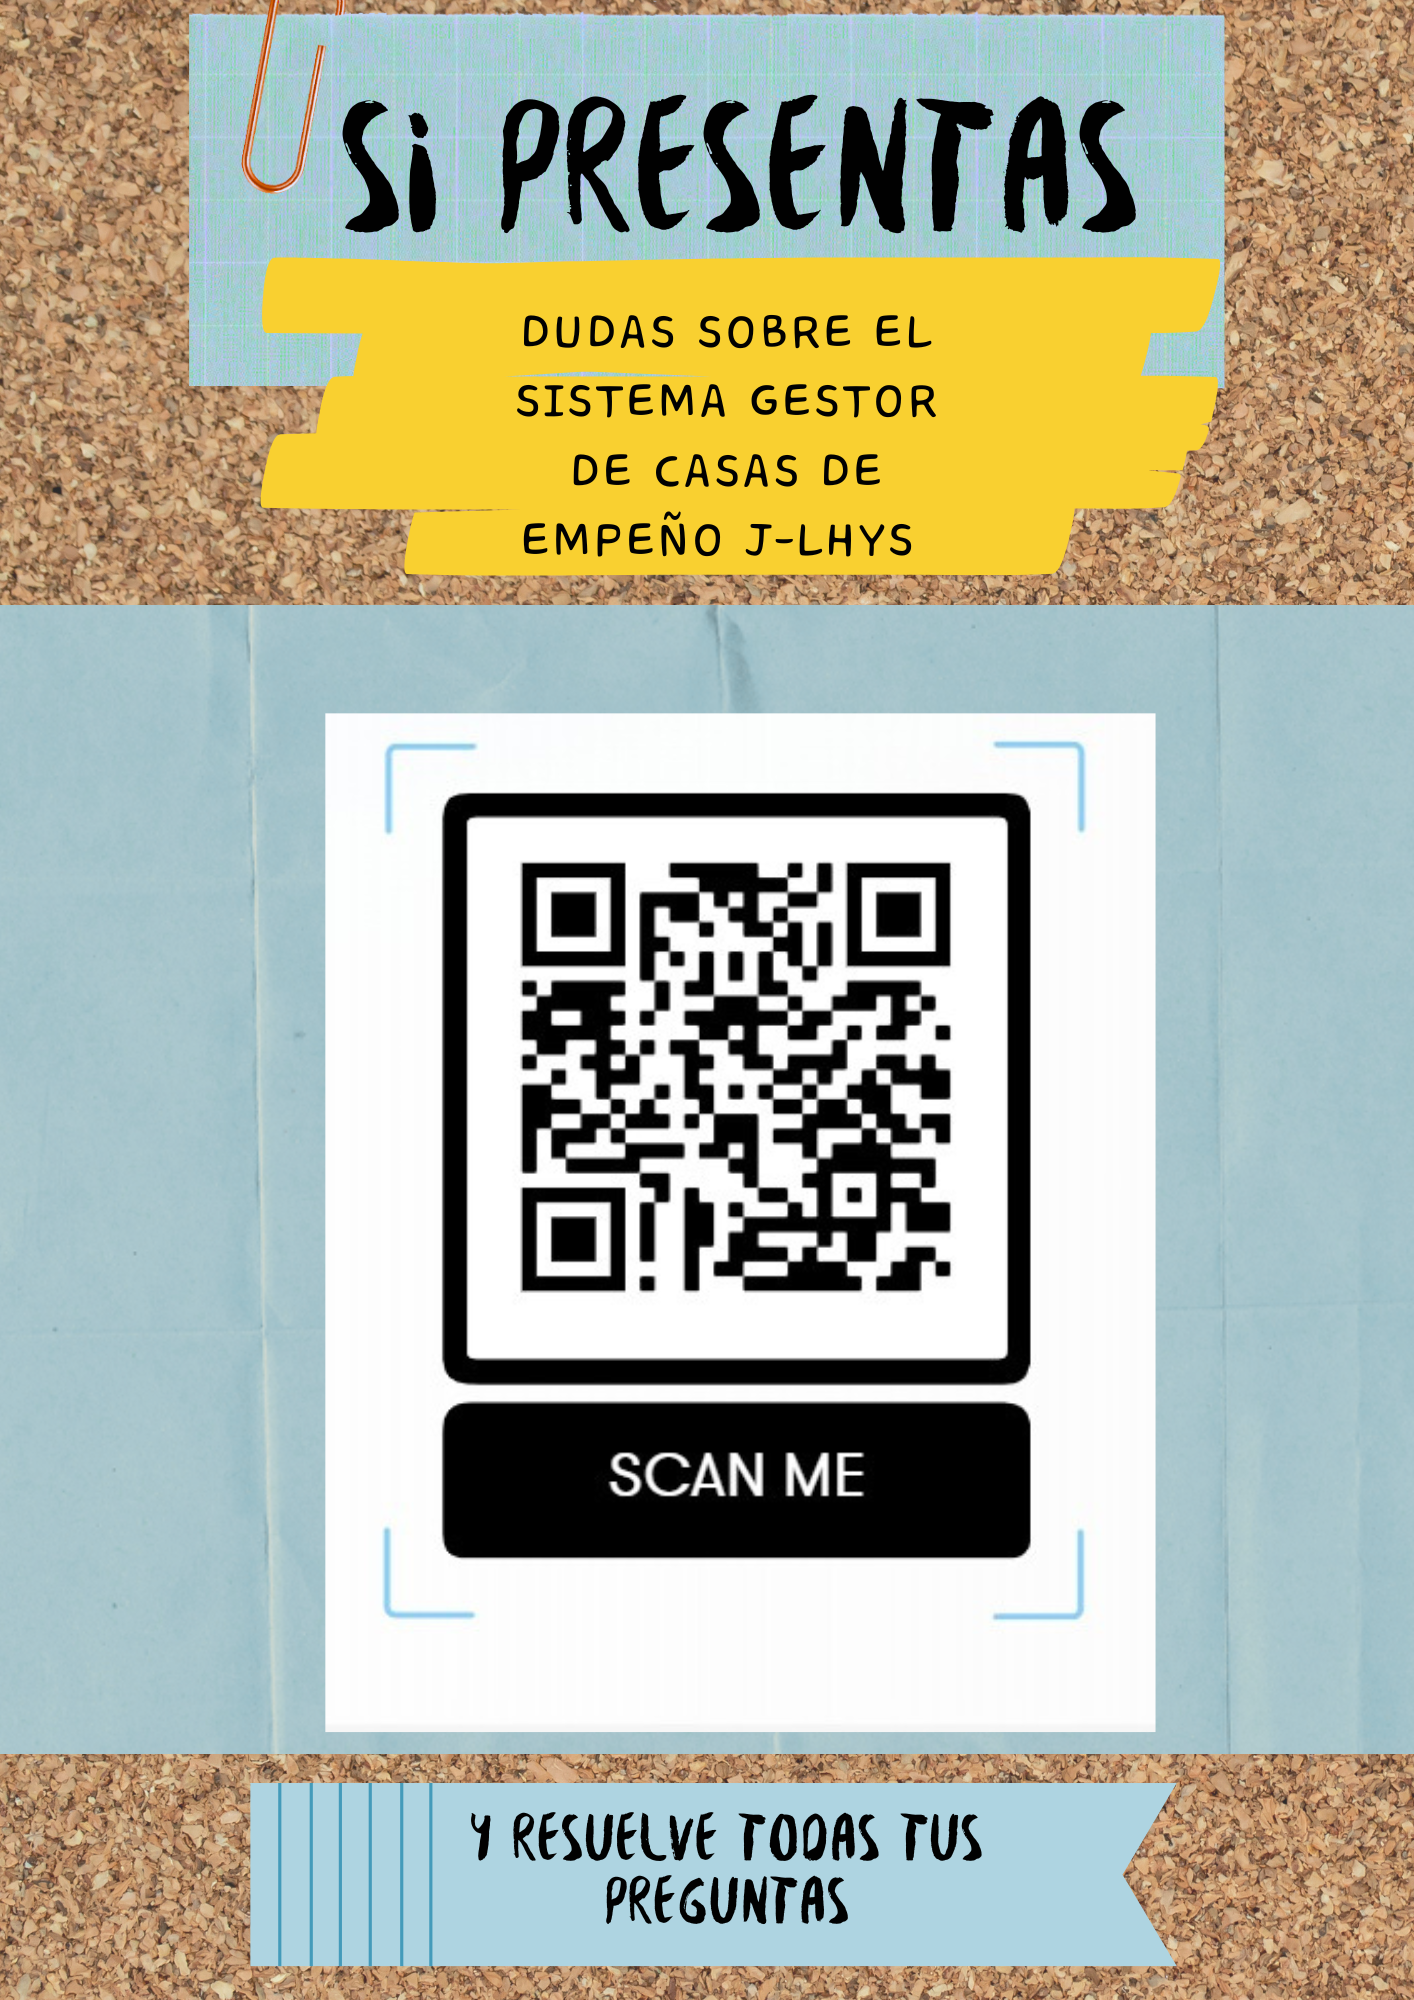 Si PRESENTAS
DUDAS SOBRE EL
SISTEMA GESTOR
DE CASAS DE
EMPEÑO J-LHYS
SCAN ME
Y RESUELVE TODAS TUS
PREGUNTAS